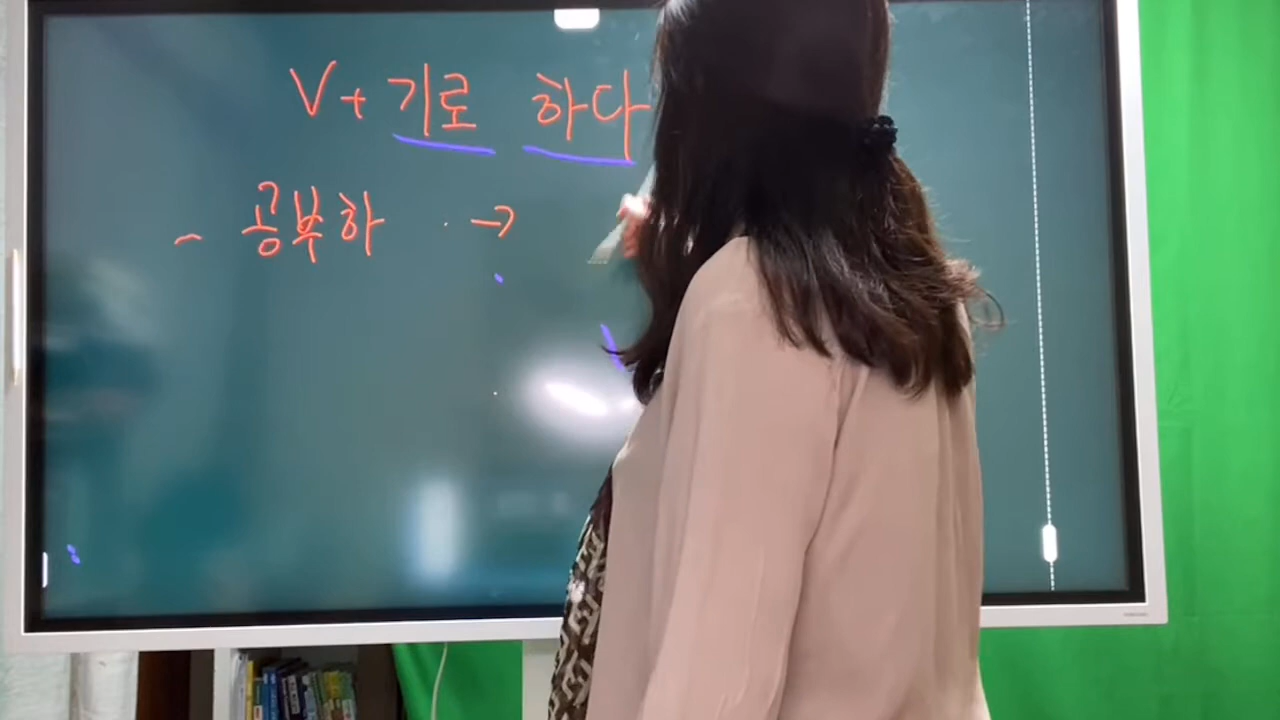 V + 기로 하다
- 공부하 →